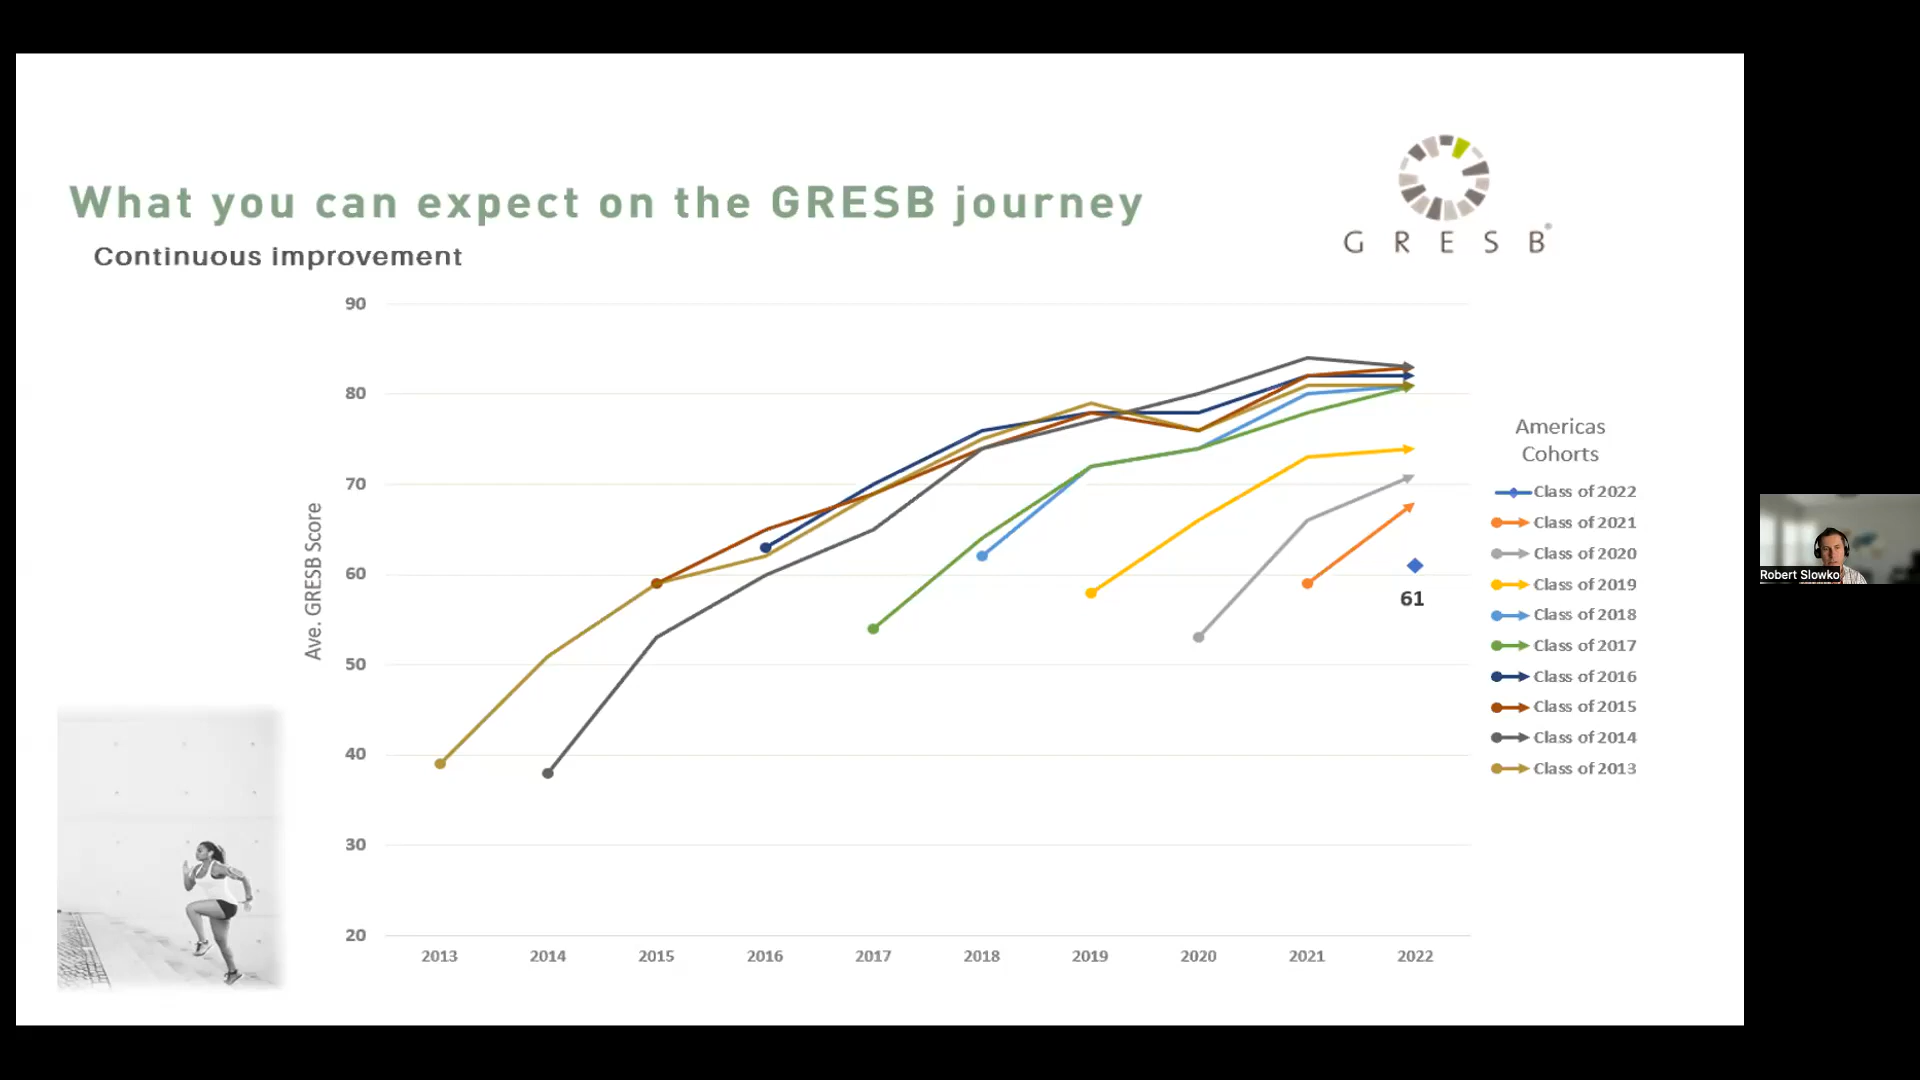 What you can expect on the GRESB journey
Continuous improvement
G R E S B®
Ave. GRESB Score
90
80
70
60
50
40
30
20
2013 2014 2015 2016 2017 2018 2019 2020 2021 2022
61
Americas
Cohorts
Class of 2022
Class of 2021
Class of 2020
Class of 2019
Class of 2018
Class of 2017
Class of 2016
Class of 2015
Class of 2014
Class of 2013
Robert Slowko